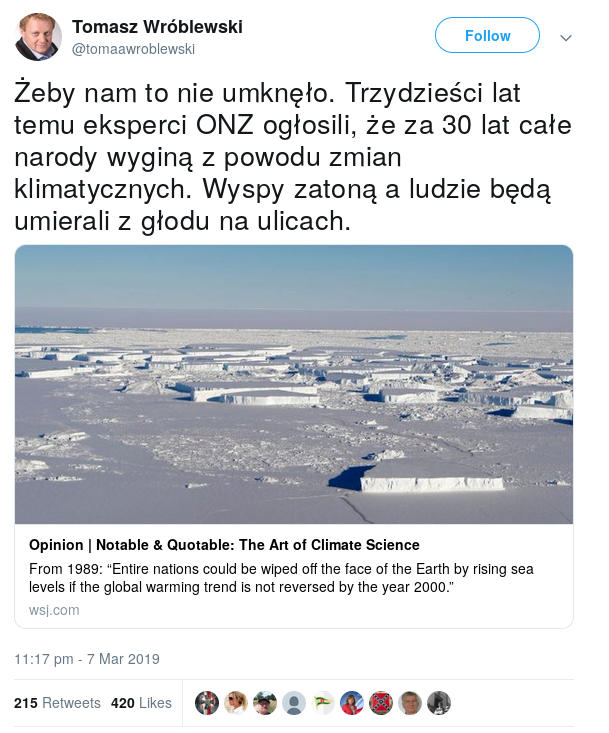 Tomasz Wróblewski
@tomaawroblewski
Follow
Żeby nam to nie umknęło. Trzydzieści lat
temu eksperci ONZ ogłosili, że za 30 lat całe
narody wyginą z powodu zmian
klimatycznych. Wyspy zatoną a ludzie będą
umierali z głodu na ulicach.
Opinion | Notable & Quotable: The Art of Climate Science
From 1989: “Entire nations could be wiped off the face of the Earth by rising sea
levels if the global warming trend is not reversed by the year 2000.”
wsj.com
11:17 pm - 7 Mar 2019
215 Retweets 420 Likes